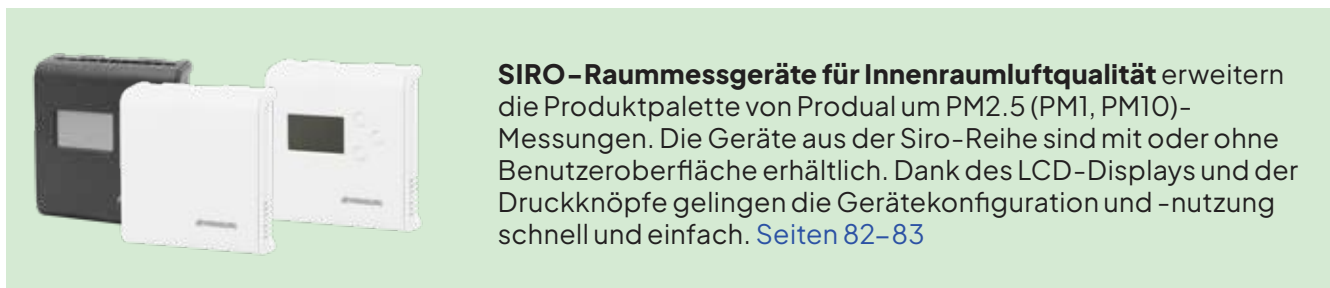 SIRO-Raummessgeräte für Innenraumluftqualität erweitern
die Produktpalette von Produal um PM2.5 (PM1, PM10)-
Messungen. Die Geräte aus der Siro-Reihe sind mit oder ohne
Benutzeroberfläche erhältlich. Dank des LCD-Displays und der
Druckknöpfe gelingen die Gerätekonfiguration und -nutzung
schnell und einfach. Seiten 82–83